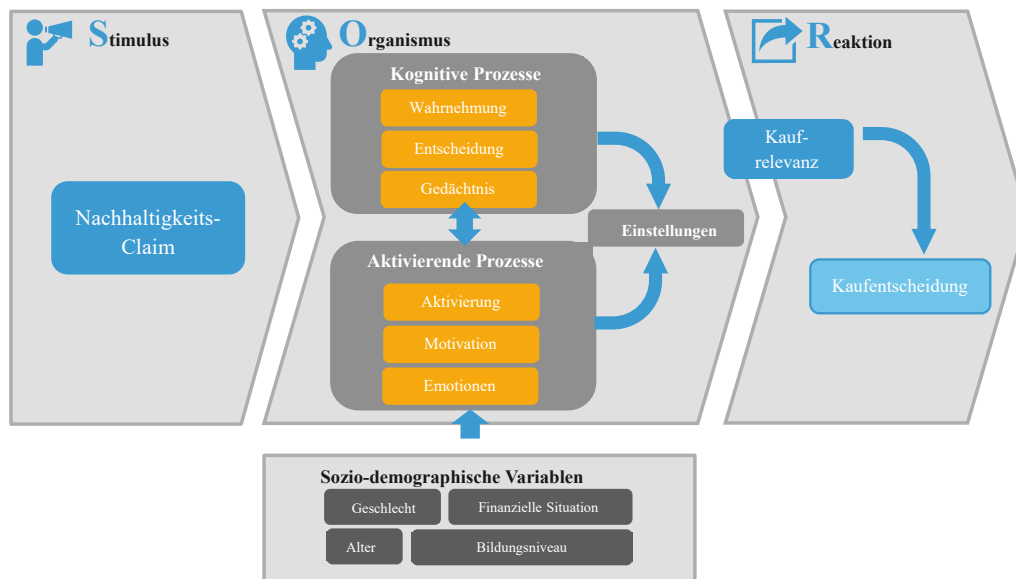 Stimulus
Nachhaltigkeits-
Claim
Organismus
Kognitive Prozesse
Wahrnehmung
Entscheidung
Gedächtnis
Aktivierende Prozesse
Aktivierung
Motivation
Emotionen
Einstellungen
Reaktion
Kauf-
relevanz
Kaufentscheidung
Sozio-demographische Variablen
Geschlecht
Finanzielle Situation
Alter
Bildungsniveau